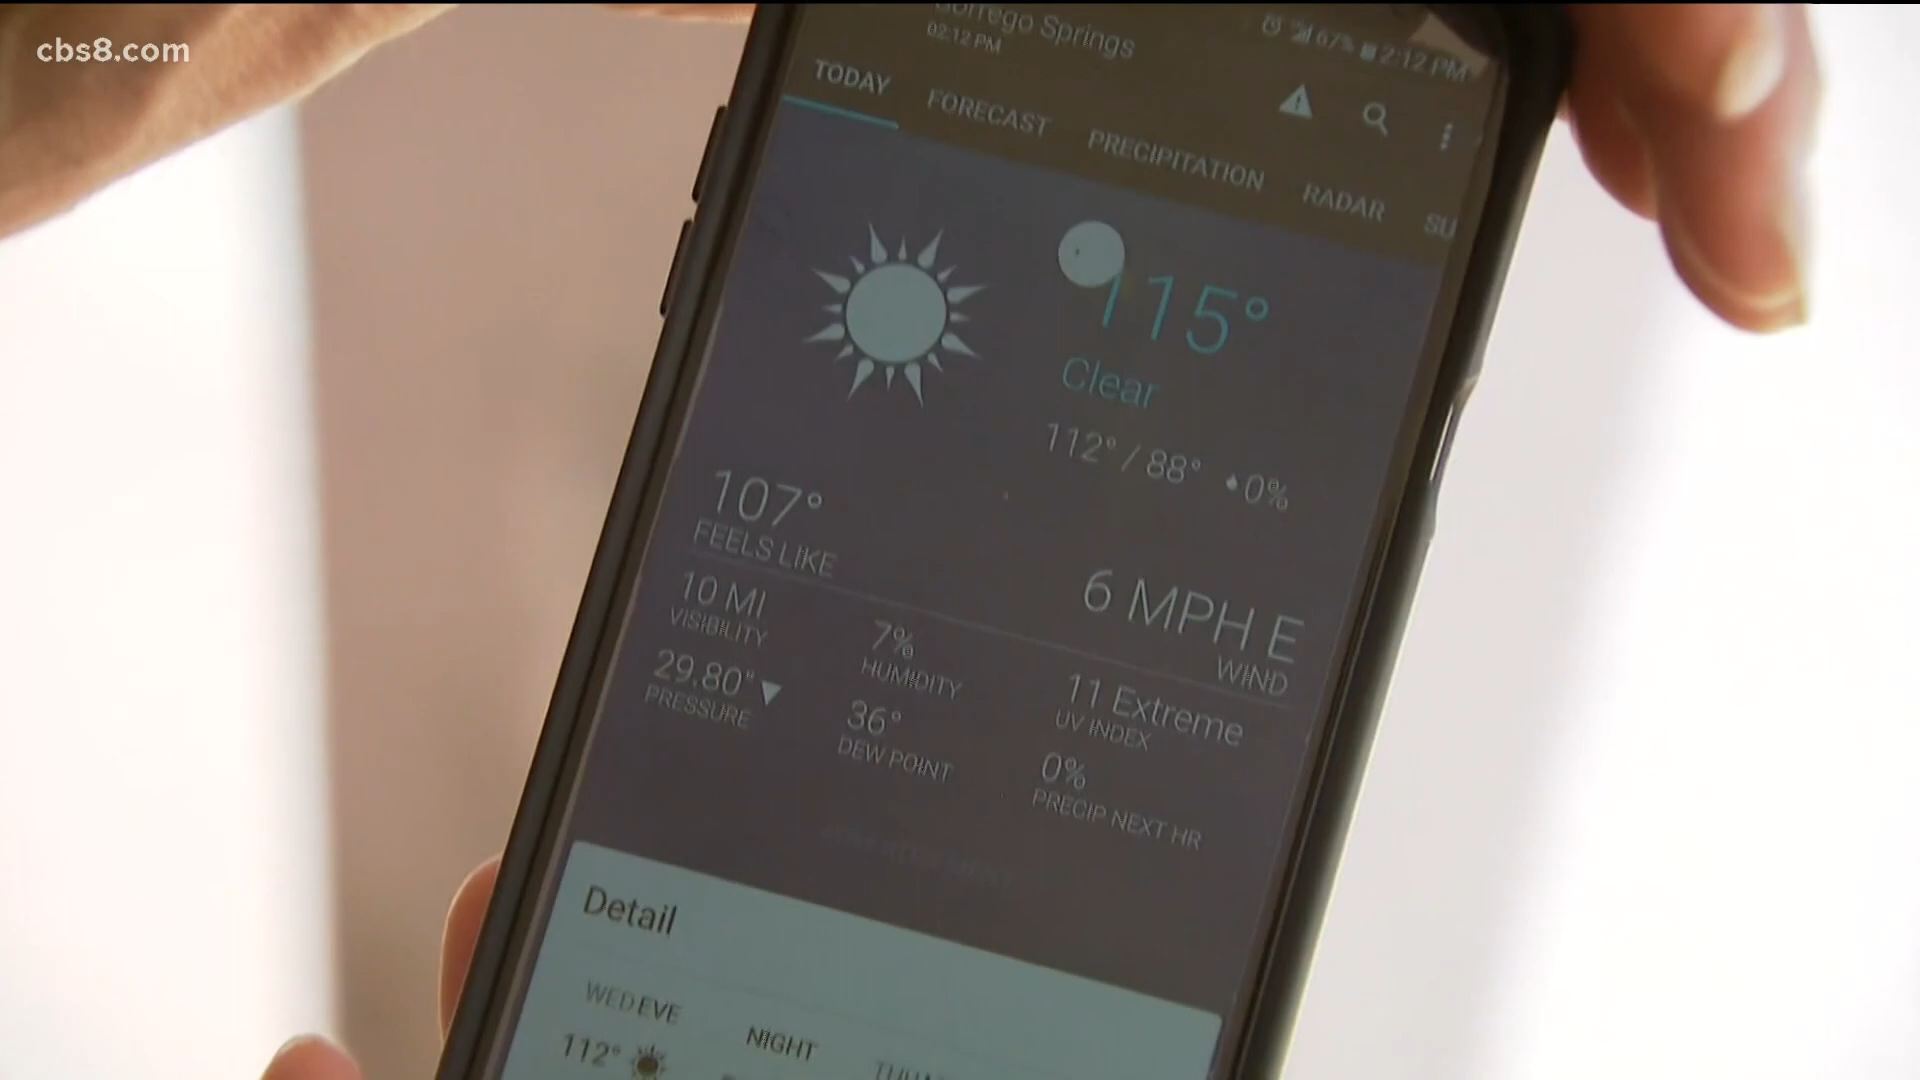 cbs8.com
Borrego Springs
02:12 PM
67% 2:12 PM
TODAY FORECAST PRECIPITATION RADAR SU
115°
Clear
112° / 88° 0%
107°
FEELS LIKE
6 MPH E
WIND
10 MI
VISIBILITY
7%
HUMIDITY
11 Extreme
UV INDEX
29.80"
PRESSURE
36°
DEW POINT
0%
PRECIP NEXT HR
Detail
WED EVE NIGHT
112°